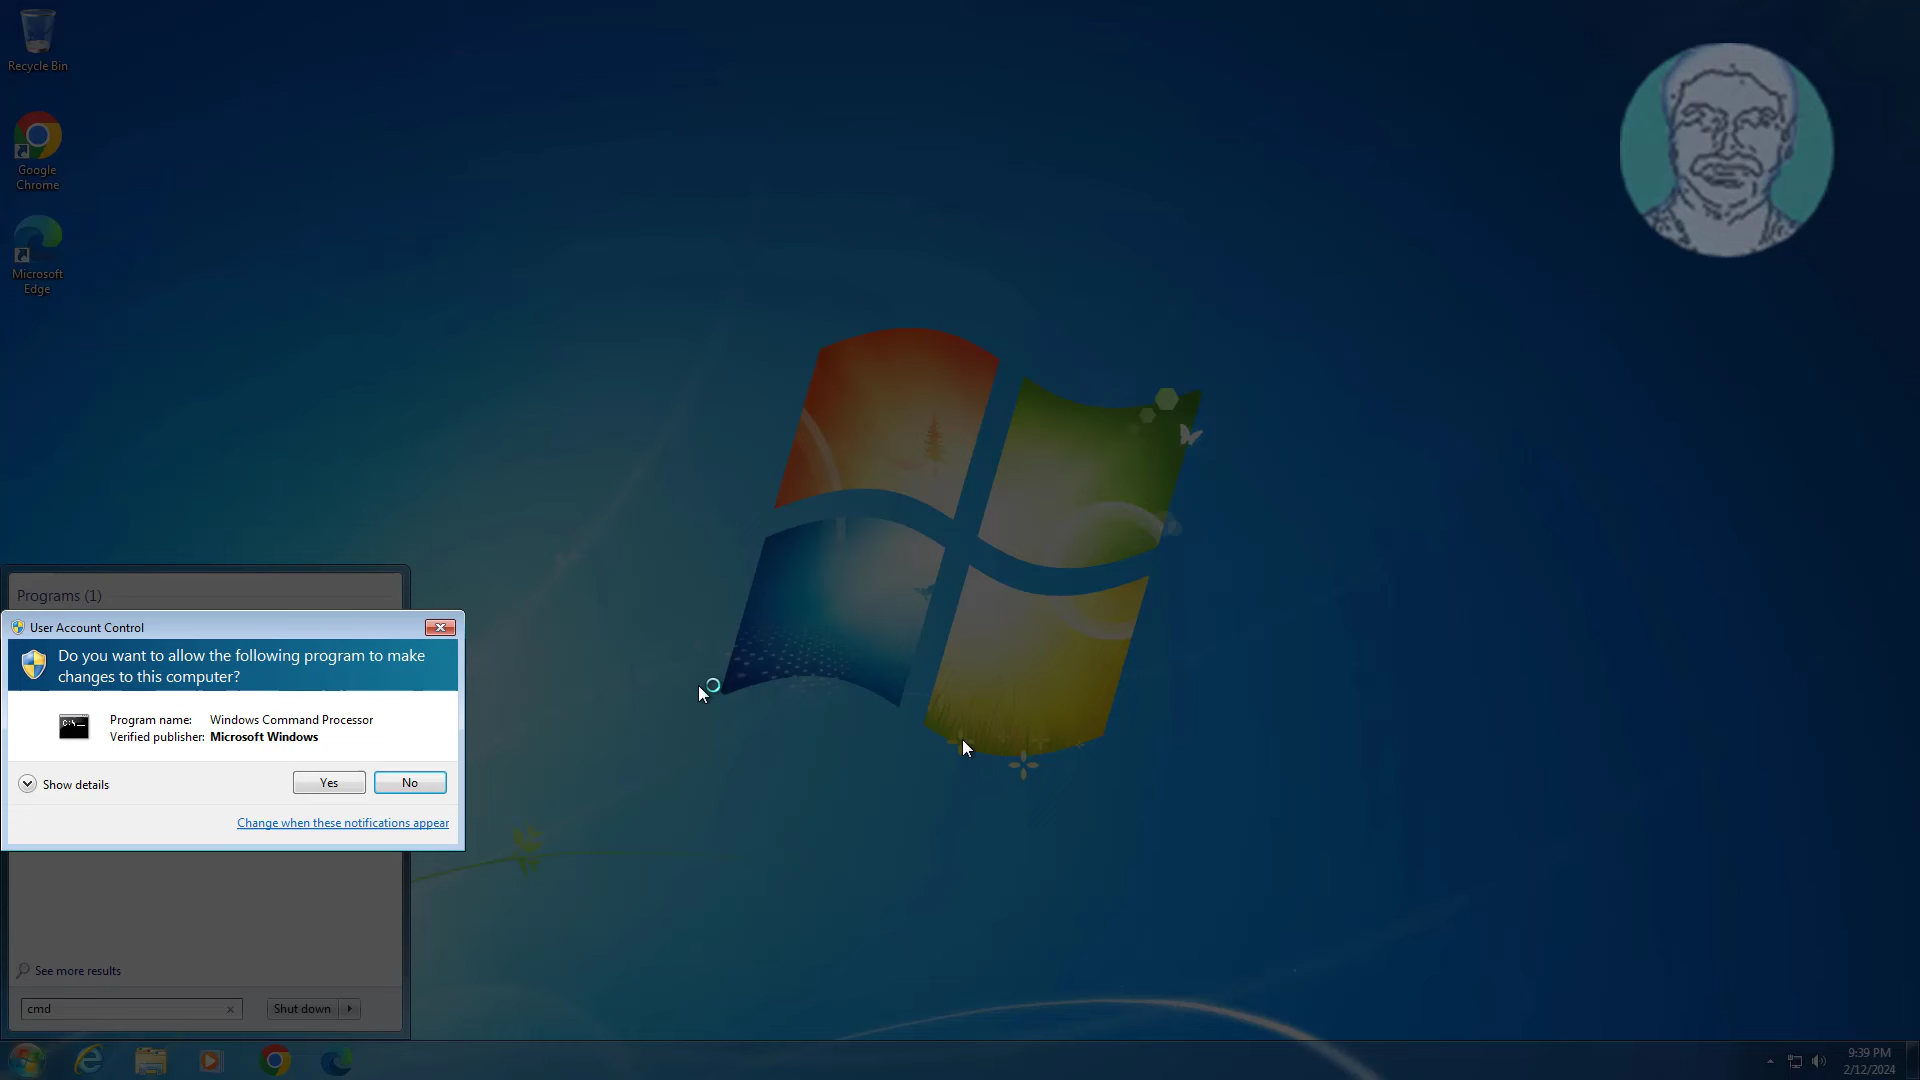 Recycle Bin
Google
Chrome
Microsoft
Edge
Programs (1)
User Account Control
Do you want to allow the following program to make
changes to this computer?
C:\._
Program name: Windows Command Processor
Verified publisher: Microsoft Windows
Show details
Yes
No
Change when these notifications appear
See more results
cmd
Shut down
9:39 PM
2/12/2024